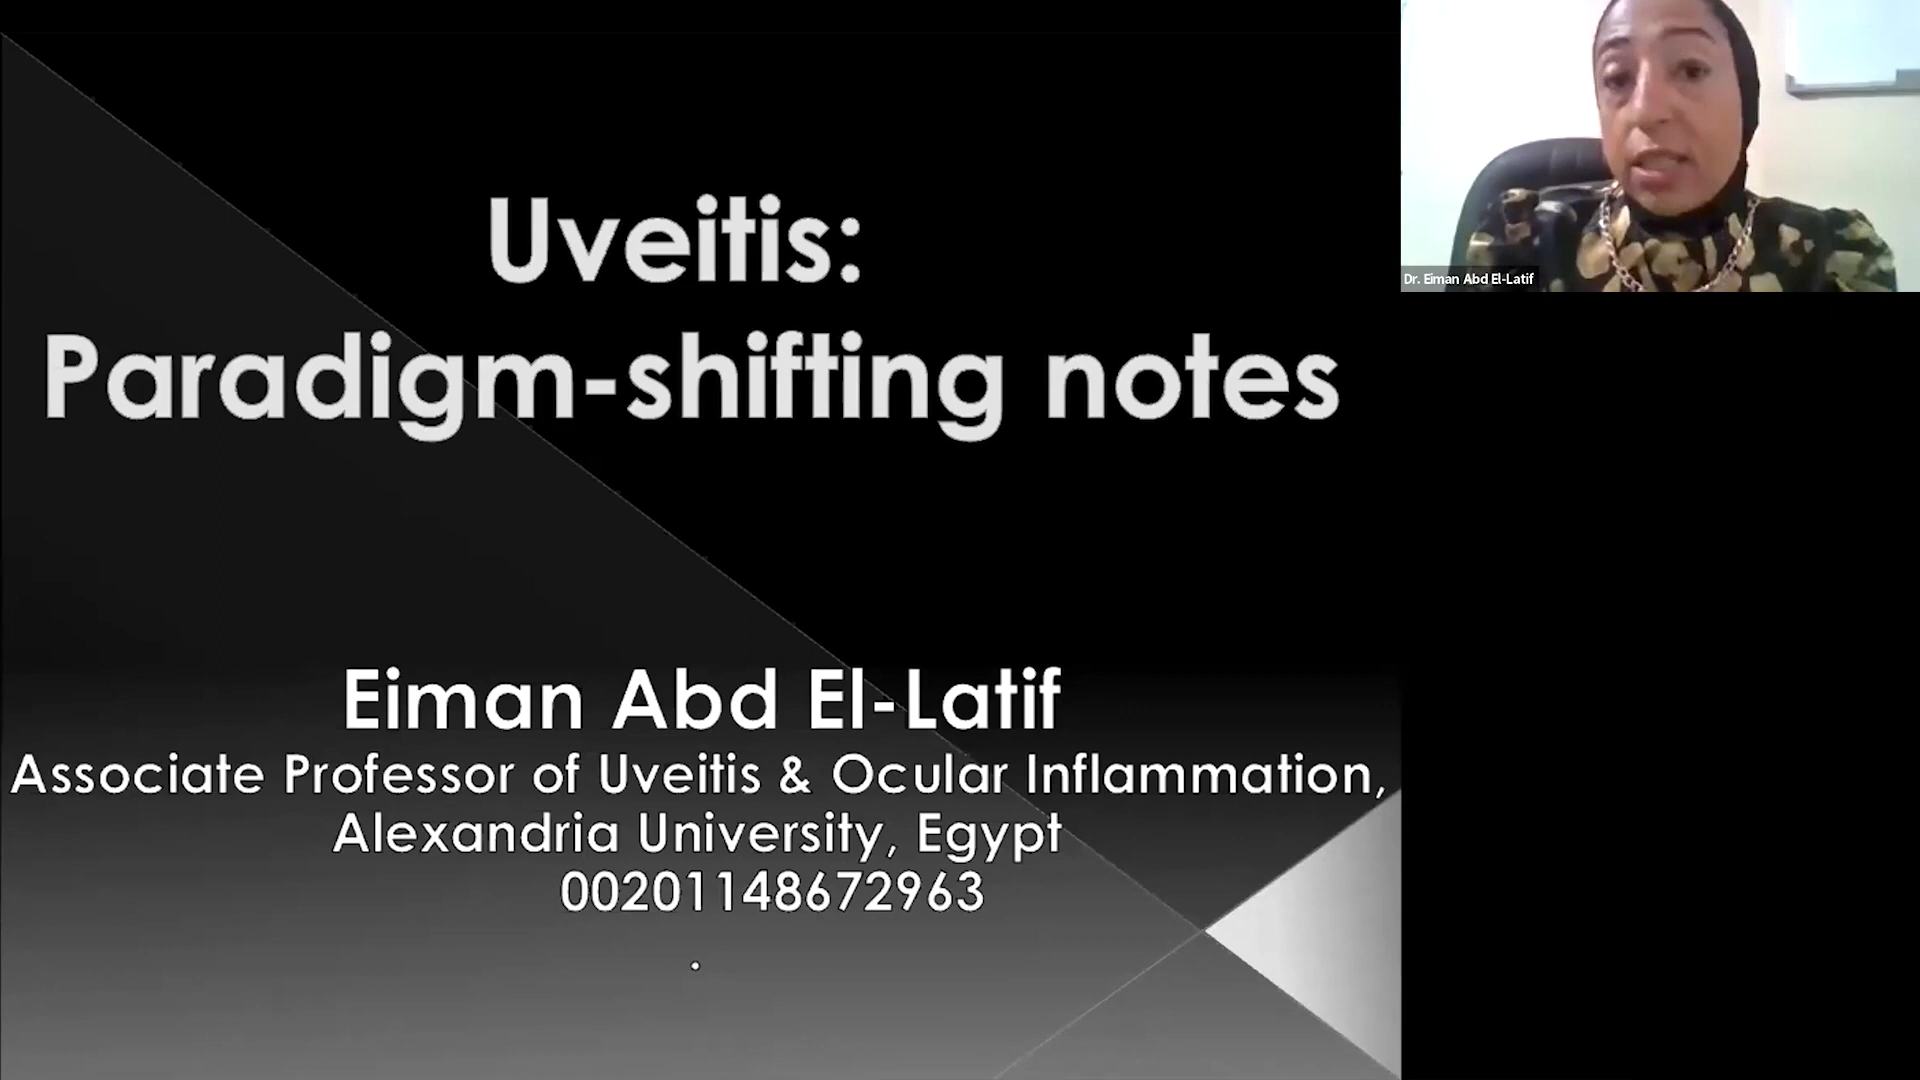 Uveitis:
Paradigm-shifting notes
Eiman Abd El-Latif
Associate Professor of Uveitis & Ocular Inflammation,
Alexandria University, Egypt
00201148672963
Dr. Eiman Abd El-Latif